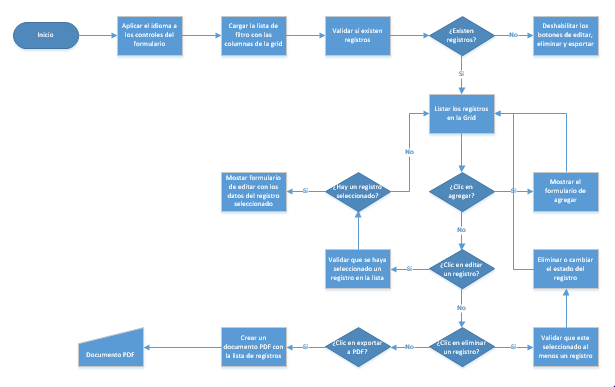 Inicio
Aplicar el idioma a
los controles del
formulario
Cargar la lista de
filtro con las
columnas de la grid
Validar si existen
registros
¿Existen
registros?
No
Deshabilitar los
botones de editar,
eliminar y exportar
Si
Listar los registros
en la Grid
No
Mostar formulario
de editar con los
datos del registro
seleccionado
Si
¿Hay un registro
seleccionado?
¿Clic en
agregar?
Si
Mostrar el
formulario de
agregar
No
Validar que se haya
seleccionado un
registro en la lista
Si
¿Clic en editar
un registro?
Eliminar o cambiar
el estado del
registro
No
Documento PDF
Crear un
documento PDF con
la lista de registros
Si
¿Clic en exportar
a PDF?
No
¿Clic en eliminar
un registro?
Si
Validar que este
seleccionado al
menos un registro